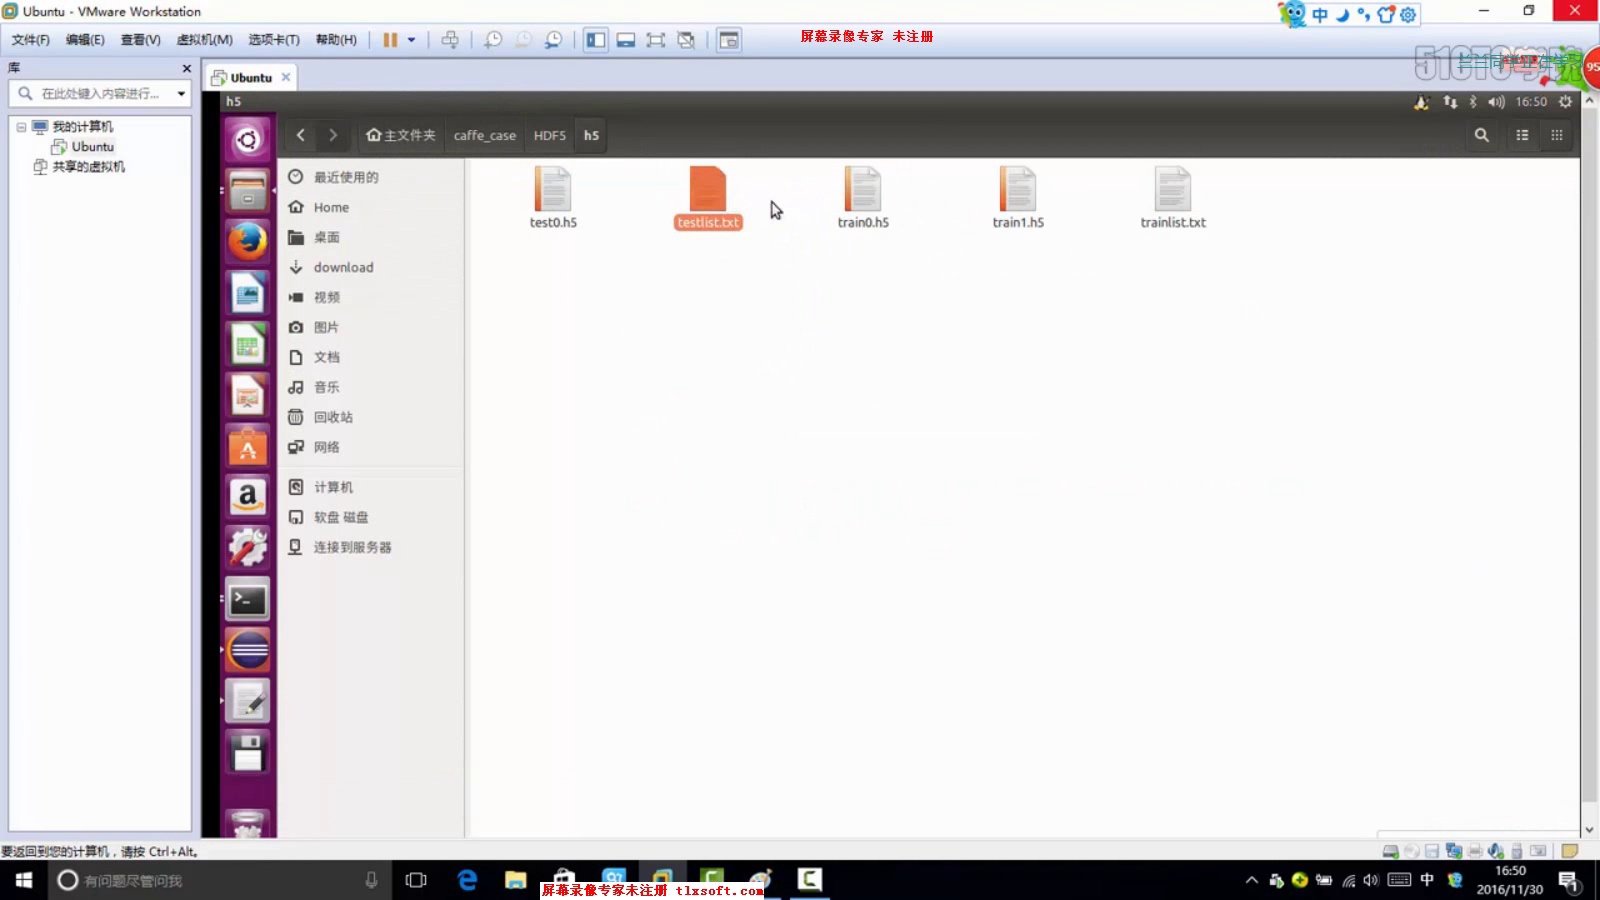 Ubuntu - VMware Workstation
中
文件(F) 编辑(E) 查看(V) 虚拟机(M) 选项卡(T) 帮助(H)
屏幕录像专家 未注册
95
库
Ubuntu
在此处键入内容进行...
h5
16:50
我的计算机
Ubuntu
共享的虚拟机
主文件夹 caffe_case HDF5 h5
最近使用的
Home
桌面
download
视频
图片
文档
音乐
回收站
网络
计算机
软盘 磁盘
连接到服务器
test0.h5 testlist.txt train0.h5 train1.h5 trainlist.txt
要返回到您的计算机，请按 Ctrl+Alt。
有问题尽管问我
屏幕录像专家未注册 tlxsoft.com
中
16:50
2016/11/30
1